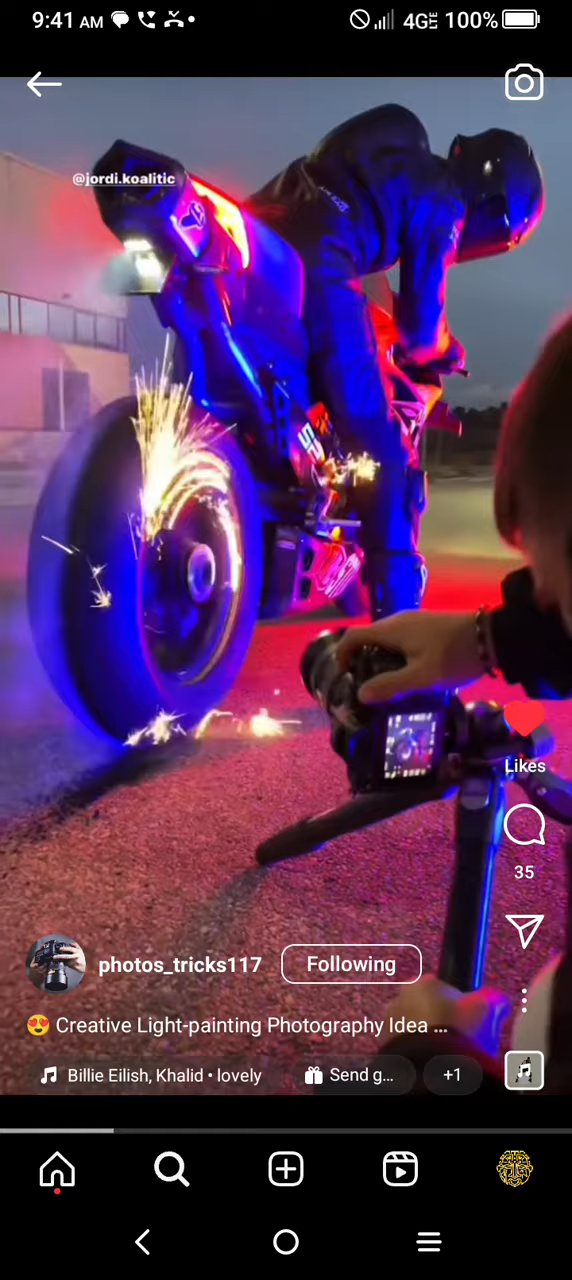 9:41 AM
4G LTE 100%
@jordi.koalitic
Likes
35
photos_tricks117
Following
😍 Creative Light-painting Photography Idea ...
Billie Eilish, Khalid • lovely
Send g...
+1